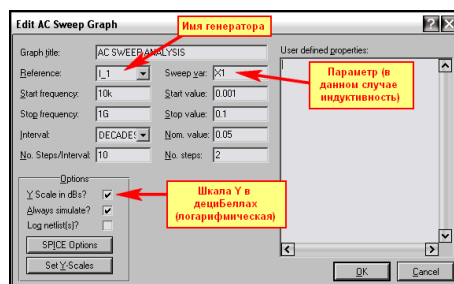 Edit AC Sweep Graph
Имя генератора
Graph title: AC SWEEP ANALYSIS
User defined properties:
Reference: I_1
Sweep var: X1
Параметр (в
данном случае
индуктивность)
Start frequency: 10k
Start value: 0.001
Stop frequency: 1G
Stop value: 0.1
Interval: DECADES
Nom. value: 0.05
No. Steps/Interval: 10
No. steps: 2
Options
Y Scale in dBs?
Always simulate?
Log netlist(s)?
Шкала Y в
дециБеллах
(логарифмическая)
SPICE Options
Set Y-Scales
OK
Cancel